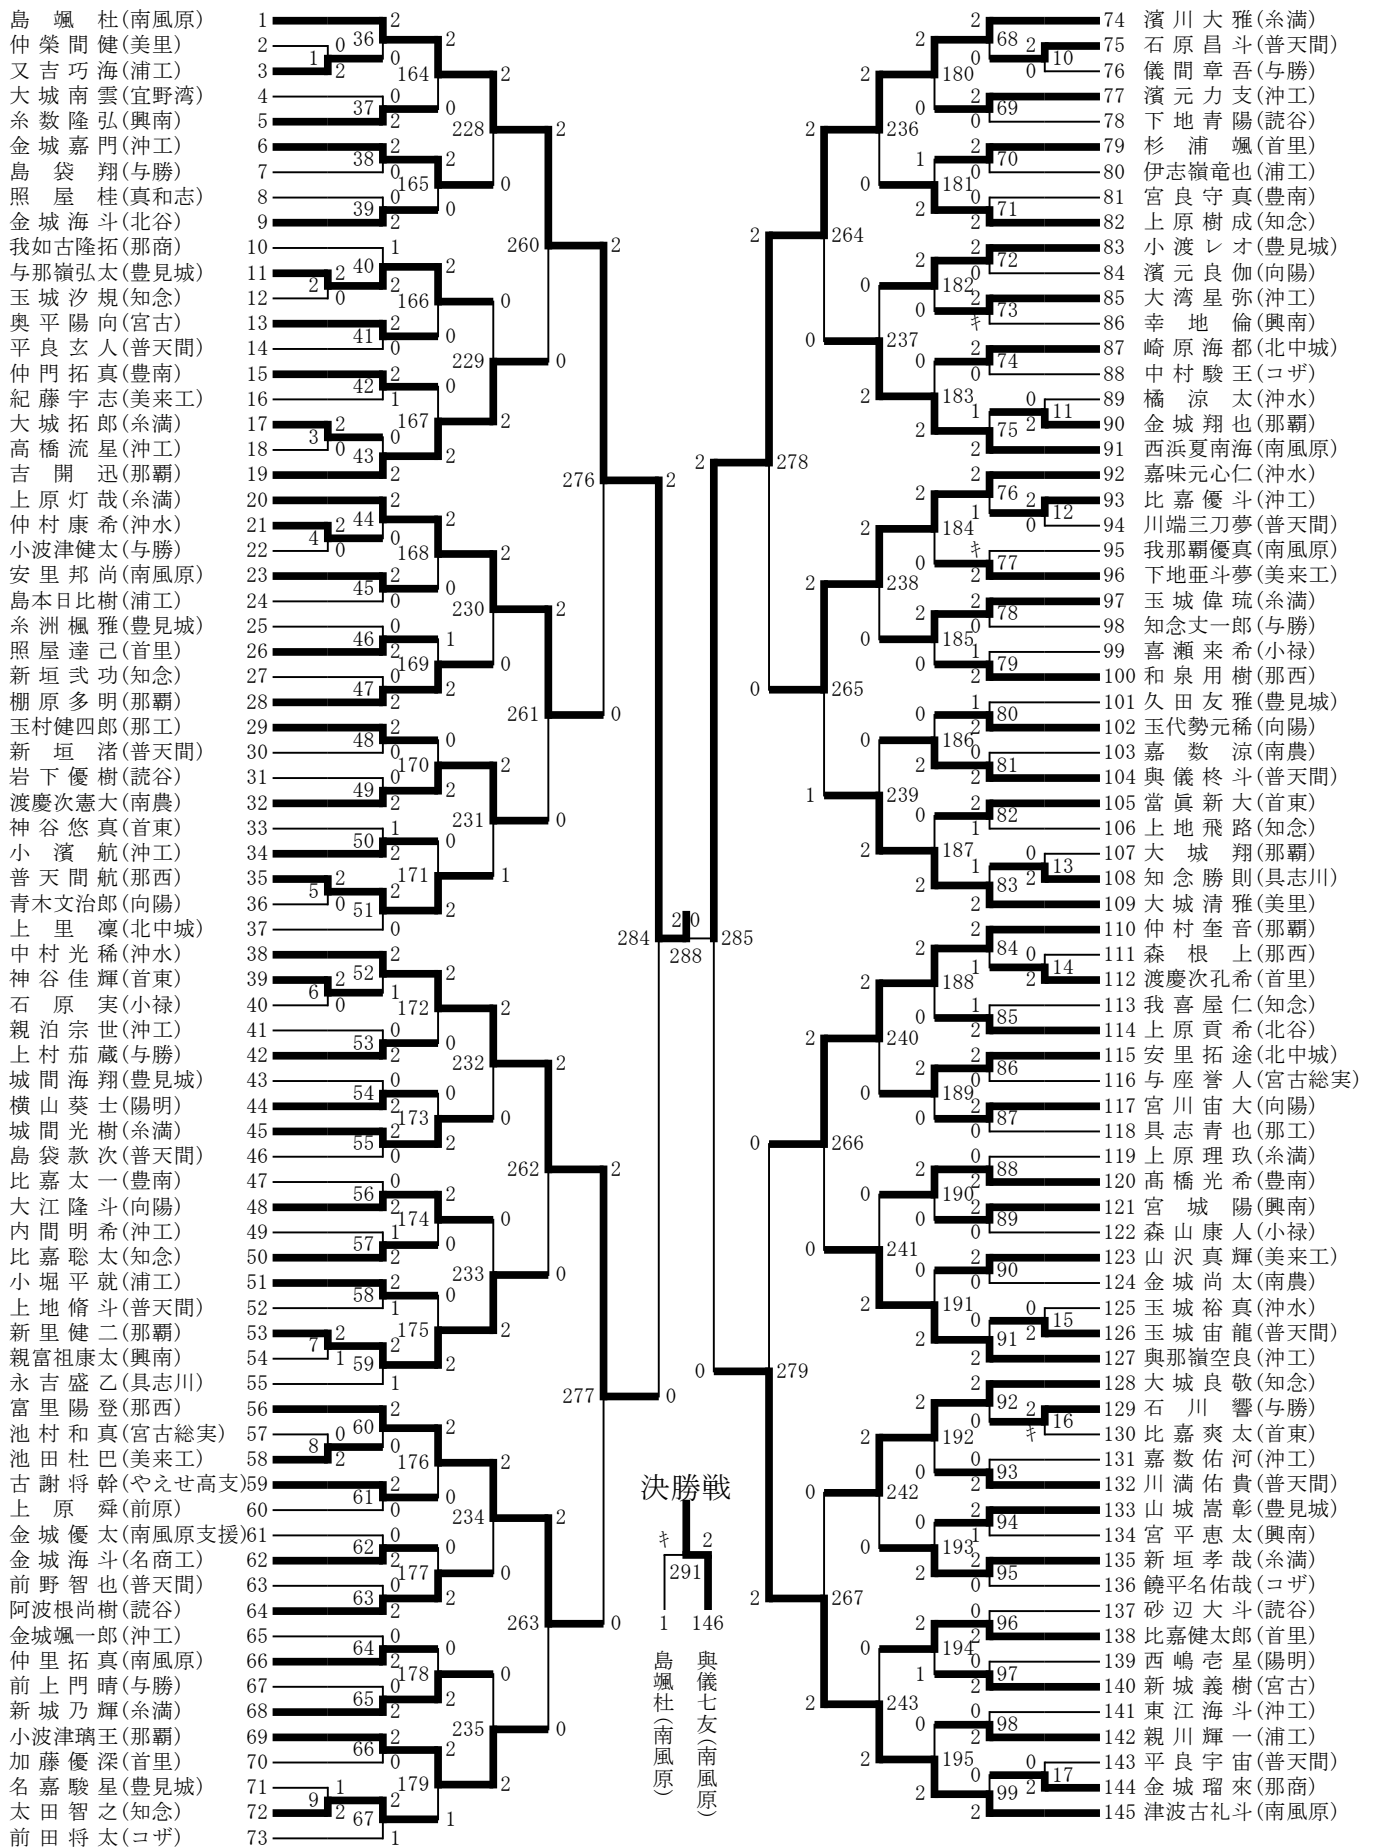 島颯杜(南風原) 1
仲榮間健(美里) 2
又吉巧海(浦工) 3
大城南雲(宜野湾) 4
糸数隆弘(興南) 5
金城嘉門(沖工) 6
島袋翔(与勝) 7
照屋桂(真和志) 8
金城海斗(北谷) 9
我如古隆拓(那商) 10
与那嶺弘太(豊見城) 11
玉城汐規(知念) 12
奥平陽向(宮古) 13
平良玄人(普天間) 14
仲門拓真(豊南) 15
紀藤宇志(美来工) 16
大城拓郎(糸満) 17
高橋流星(沖工) 18
吉開迅(那覇) 19
上原灯哉(糸満) 20
仲村康希(沖水) 21
小波津健太(与勝) 22
安里邦尚(南風原) 23
島本日比樹(浦工) 24
糸洲楓雅(豊見城) 25
照屋達己(首里) 26
新垣弐功(知念) 27
棚原多明(那覇) 28
玉村健四郎(那工) 29
新垣渚(普天間) 30
岩下優樹(読谷) 31
渡慶次憲大(南農) 32
神谷悠真(首東) 33
小濱航(沖工) 34
普天間航(那西) 35
青木文治郎(向陽) 36
上里凜(北中城) 37
中村光稀(沖水) 38
神谷佳輝(首東) 39
石原実(小禄) 40
親泊宗世(沖工) 41
上村茄蔵(与勝) 42
城間海翔(豊見城) 43
横山葵士(陽明) 44
城間光樹(糸満) 45
島袋敦次(普天間) 46
比嘉太一(豊南) 47
大江隆斗(向陽) 48
内間明希(沖工) 49
比嘉聡太(知念) 50
小堀平就(浦工) 51
上地脩斗(普天間) 52
新里健二(那覇) 53
親富祖康太(興南) 54
永吉盛乙(具志川) 55
富里陽登(那西) 56
池村和真(宮古総実) 57
池田杜巴(美来工) 58
古謝将幹(やえせ高支)59
上原舜(前原) 60
金城優太(南風原支援)61
金城海斗(名商工) 62
前野智也(普天間) 63
阿波根尚樹(読谷) 64
金城颯一郎(沖工) 65
仲里拓真(南風原) 66
前上門晴(与勝) 67
新城乃輝(糸満) 68
小波津璃王(那覇) 69
加藤優深(首里) 70
名嘉駿星(豊見城) 71
太田智之(知念) 72
前田将太(コザ) 73
74 濱川大雅(糸満)
75 石原昌斗(普天間)
76 儀間章吾(与勝)
77 濱元力支(沖工)
78 下地青陽(読谷)
79 杉浦颯(首里)
80 伊志嶺竜也(浦工)
81 宮良守真(豊南)
82 上原樹成(知念)
83 小渡レオ(豊見城)
84 濱元良伽(向陽)
85 大湾星弥(沖工)
86 幸地倫(興南)
87 崎原海都(北中城)
88 中村駿王(コザ)
89 橘涼太(沖水)
90 金城翔也(那覇)
91 西浜夏南海(南風原)
92 嘉味元心仁(沖水)
93 比嘉優斗(沖工)
94 川端三刀夢(普天間)
95 我那覇優真(南風原)
96 下地亜斗夢(美来工)
97 玉城偉琉(糸満)
98 知念丈一郎(与勝)
99 喜瀬来希(小禄)
100 和泉用樹(那西)
101 久田友雅(豊見城)
102 玉代勢元稀(向陽)
103 嘉数涼(南農)
104 與儀柊斗(普天間)
105 當眞新大(首東)
106 上地飛路(知念)
107 大城翔(那覇)
108 知念勝則(具志川)
109 大城清雅(美里)
110 仲村奎音(那覇)
111 森根上(那西)
112 渡慶次孔希(首里)
113 我喜屋仁(知念)
114 上原貢希(北谷)
115 安里拓途(北中城)
116 与座誉人(宮古総実)
117 宮川宙大(向陽)
118 具志青也(那工)
119 上原理玖(糸満)
120 髙橋光希(豊南)
121 宮城陽(興南)
122 森山康人(小禄)
123 山沢真輝(美来工)
124 金城尚太(南農)
125 玉城裕真(沖水)
126 玉城宙龍(普天間)
127 與那嶺空良(沖工)
128 大城良敬(知念)
129 石川響(与勝)
130 比嘉爽太(首東)
131 嘉数佑河(沖工)
132 川満佑貴(普天間)
133 山城嵩彰(豊見城)
134 宮平恵太(興南)
135 新垣孝哉(糸満)
136 饒平名佑哉(コザ)
137 砂辺大斗(読谷)
138 比嘉健太郎(首里)
139 西嶋壱星(陽明)
140 新城義樹(宮古)
141 東江海斗(沖工)
142 親川輝一(浦工)
143 平良宇宙(普天間)
144 金城瑠來(那商)
145 津波古礼斗(南風原)
284 2 0 285
288
決勝戦
キ 2
291
1 146
島颯杜(南風原)
與儀七友(南風原)